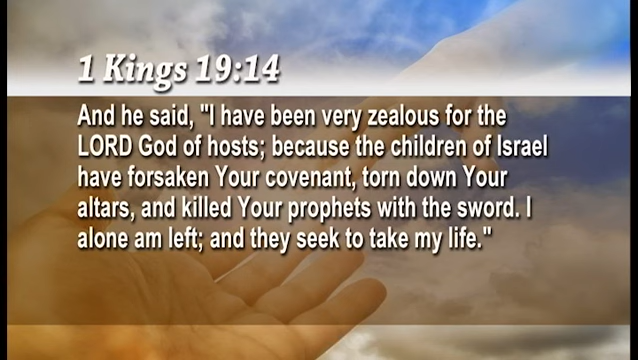 1 Kings 19:14
And he said, "I have been very zealous for the
LORD God of hosts; because the children of Israel
have forsaken Your covenant, torn down Your
altars, and killed Your prophets with the sword. I
alone am left; and they seek to take my life."